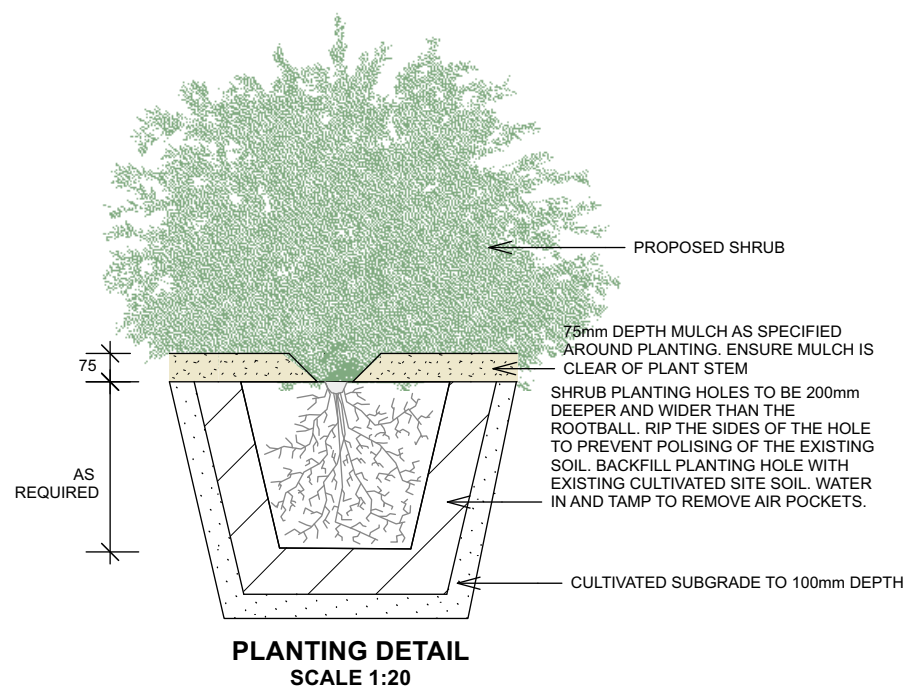 PROPOSED SHRUB
75mm DEPTH MULCH AS SPECIFIED
AROUND PLANTING. ENSURE MULCH IS
CLEAR OF PLANT STEM
75
SHRUB PLANTING HOLES TO BE 200mm
DEEPER AND WIDER THAN THE
ROOTBALL. RIP THE SIDES OF THE HOLE
TO PREVENT POLISING OF THE EXISTING
SOIL. BACKFILL PLANTING HOLE WITH
EXISTING CULTIVATED SITE SOIL. WATER
IN AND TAMP TO REMOVE AIR POCKETS.
AS
REQUIRED
CULTIVATED SUBGRADE TO 100mm DEPTH
PLANTING DETAIL
SCALE 1:20